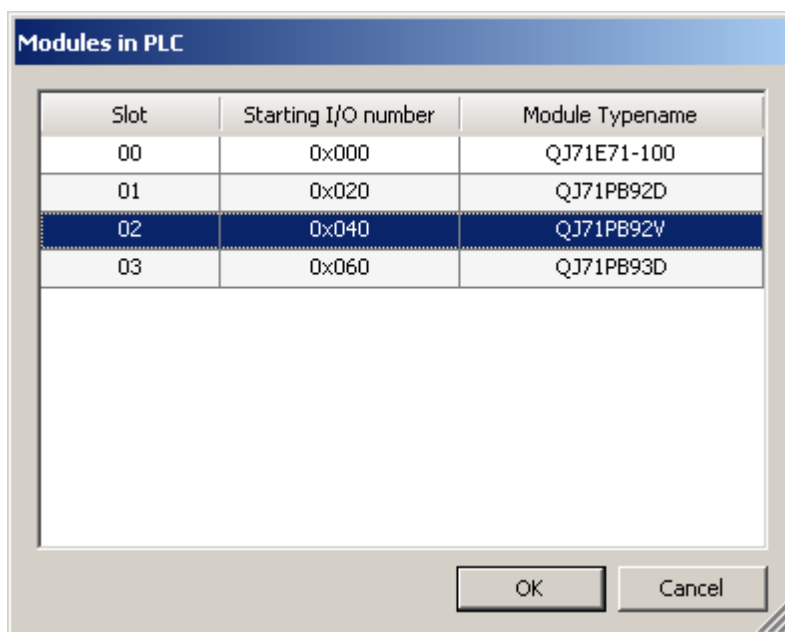 Modules in PLC
Slot Starting I/O number Module Typename
00 0x000 QJ71E71-100
01 0x020 QJ71PB92D
02 0x040 QJ71PB92V
03 0x060 QJ71PB93D
OK Cancel